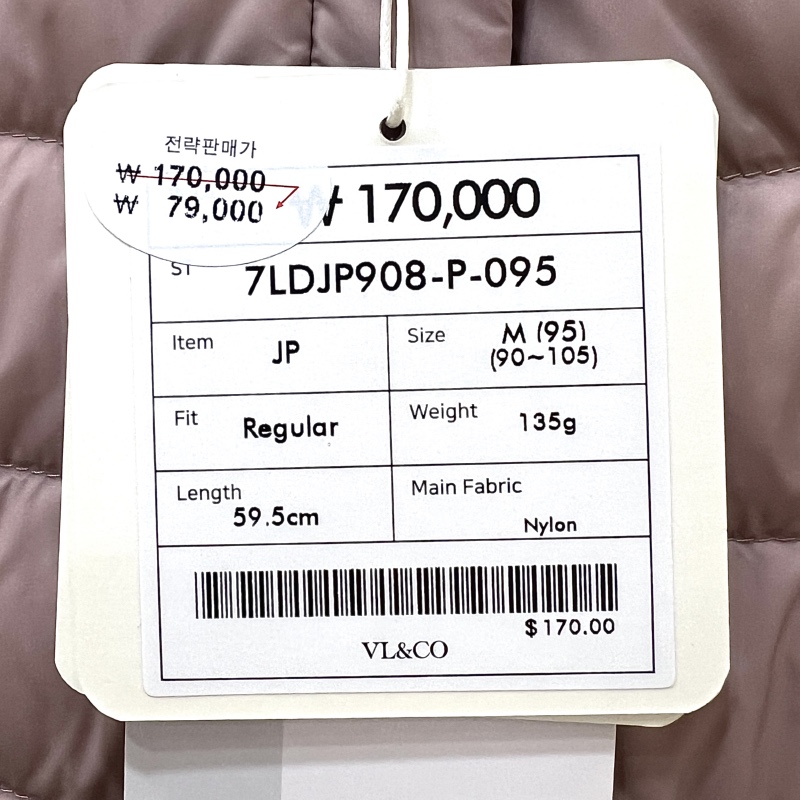 전략판매가
₩ 170,000
₩ 79,000
₩ 170,000
ST 7LDJP908-P-095
Item JP
Size M (95)
(90~105)
Fit Regular
Weight 135g
Length
59.5cm
Main Fabric
Nylon
$170.00
VL&CO